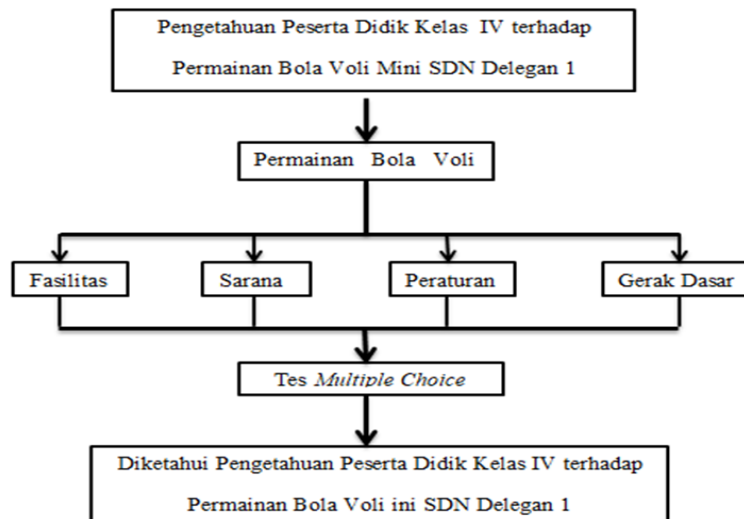 Pengetahuan Peserta Didik Kelas IV terhadap
Permainan Bola Voli Mini SDN Delegan 1
Permainan Bola Voli
Fasilitas
Sarana
Peraturan
Gerak Dasar
Tes Multiple Choice
Diketahui Pengetahuan Peserta Didik Kelas IV terhadap
Permainan Bola Voli ini SDN Delegan 1